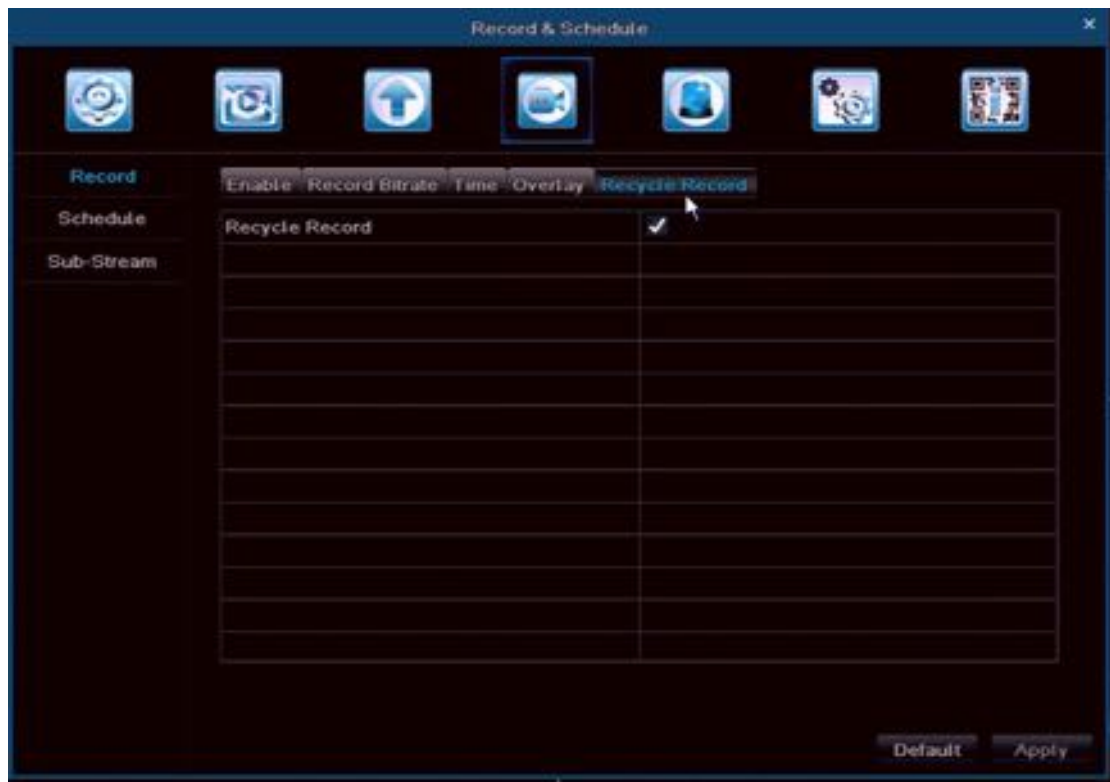 Record & Schedule
Record
Enable Record Bitrate Time Overlay Recycle Record
Schedule
Recycle Record
Sub-Stream
Default Apply